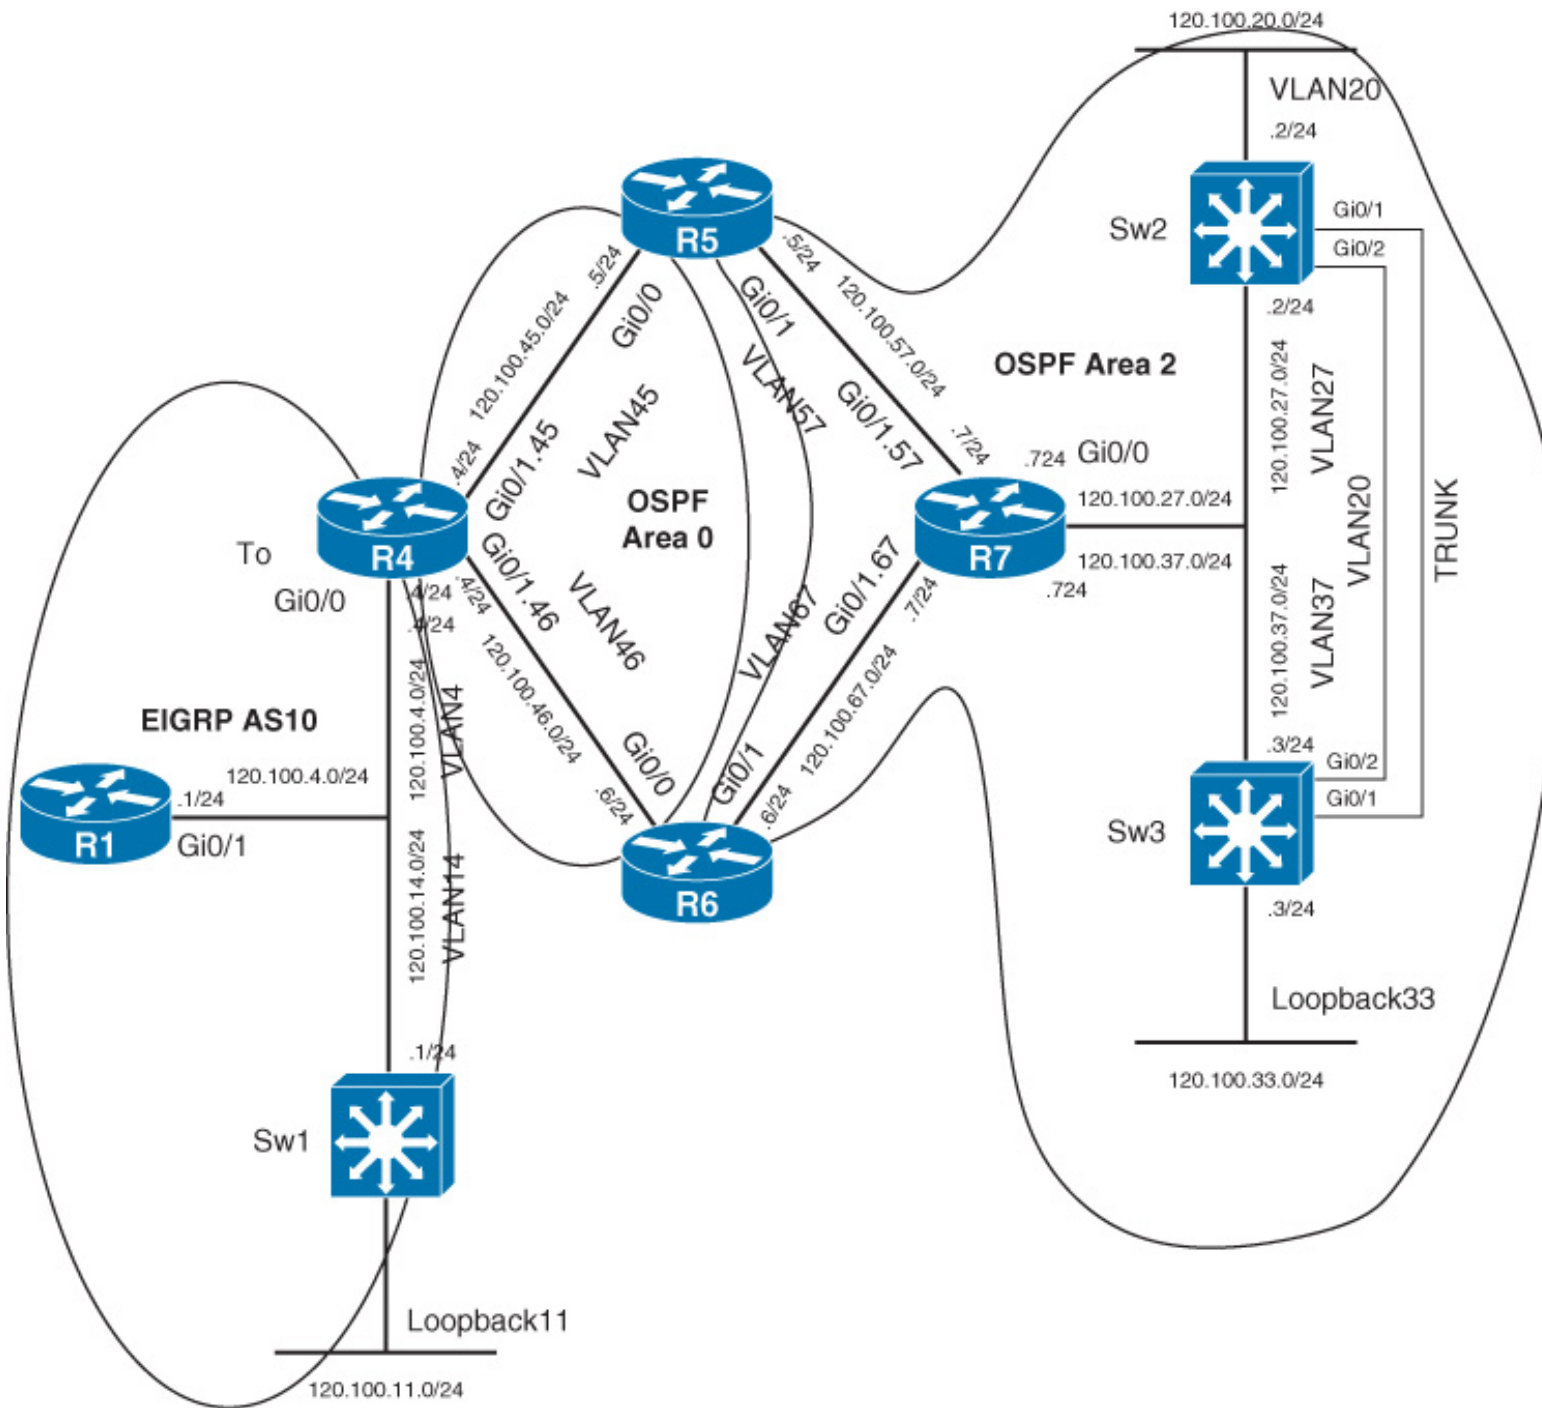 120.100.20.0/24
VLAN20
.2/24
Sw2
Gi0/1
Gi0/2
.2/24
120.100.27.0/24
VLAN27
R5
.5/24
.5/24
Gi0/0
Gi0/1
120.100.45.0/24
VLAN45
.4/24
Gi0/1.45
120.100.57.0/24
VLAN57
Gi0/1.57
.7/24
OSPF Area 2
OSPF
Area 0
To
R4
Gi0/0
.4/24
.4/24
.4/24
Gi0/1.46
VLAN46
120.100.46.0/24
Gi0/0
.6/24
R7
.724
Gi0/0
120.100.27.0/24
120.100.37.0/24
.724
Gi0/1.67
.7/24
VLAN67
120.100.67.0/24
Gi0/1
.6/24
R6
120.100.37.0/24
VLAN37
VLAN20
TRUNK
.3/24
Gi0/2
Gi0/1
Sw3
.3/24
Loopback33
120.100.33.0/24
EIGRP AS10
120.100.4.0/24
.1/24
R1
Gi0/1
120.100.4.0/24
VLAN4
120.100.14.0/24
VLAN14
.1/24
Sw1
Loopback11
120.100.11.0/24